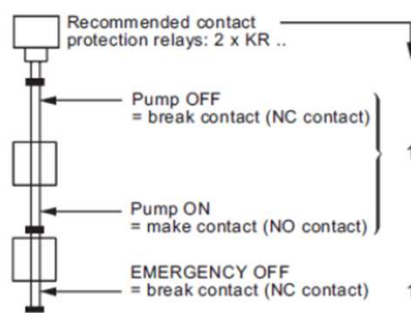 Recommended contact
protection relays: 2 x KR ..
Pump OFF
= break contact (NC contact)
Pump ON
= make contact (NO contact)
EMERGENCY OFF
= break contact (NC contact)